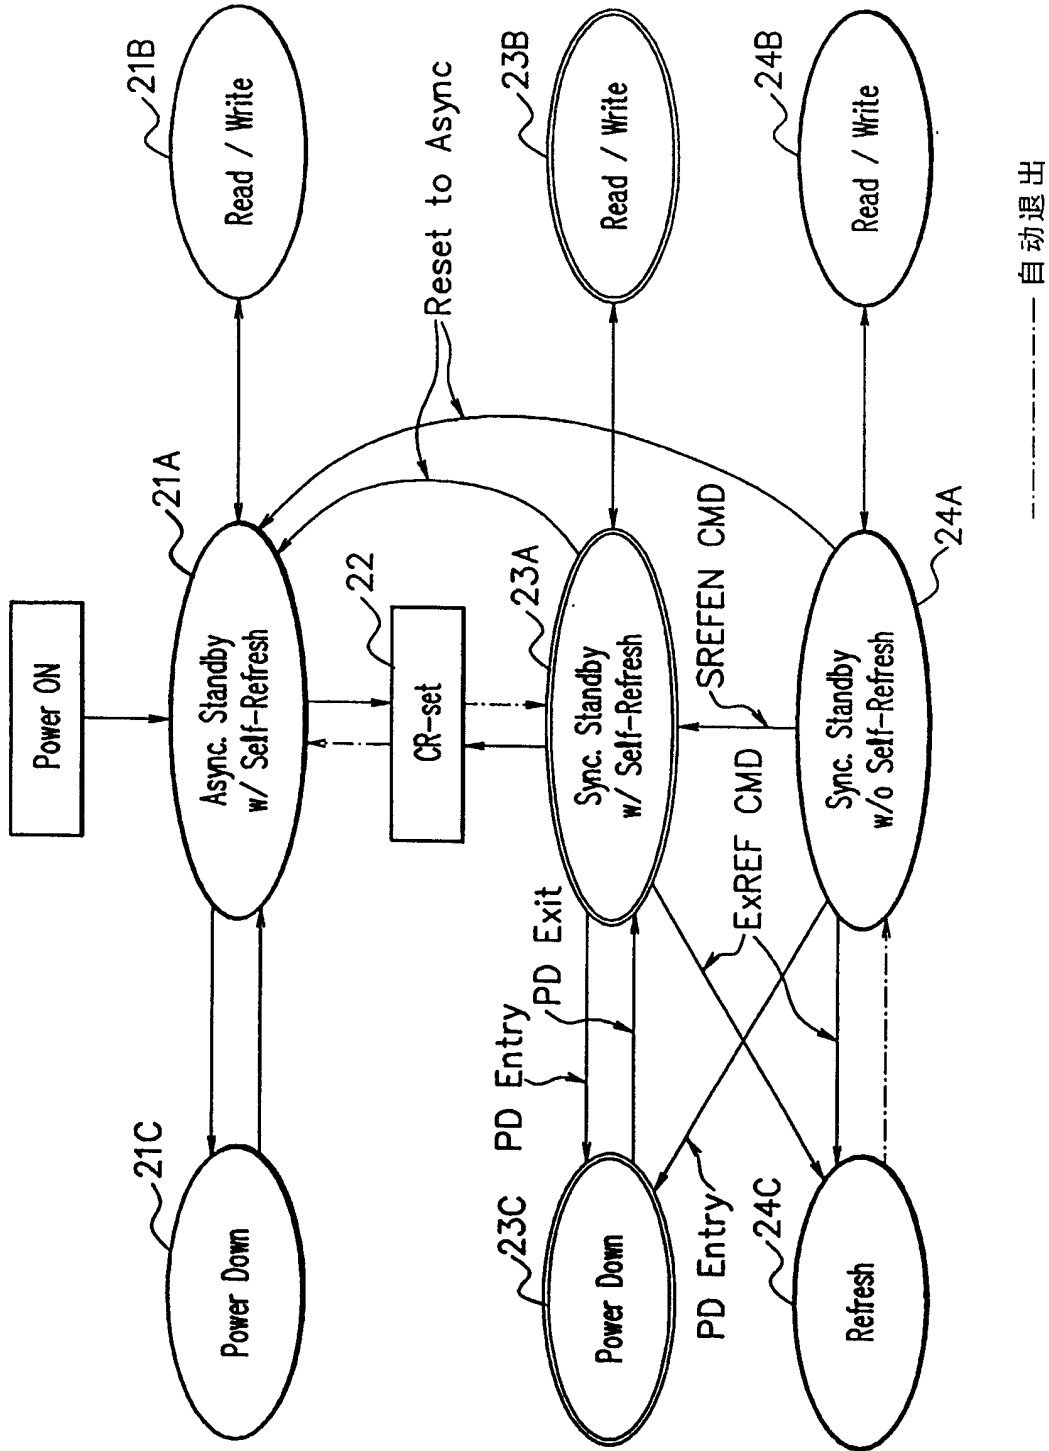 Power ON
21A
Async. Standby
w/ Self-Refresh
21B
Read / Write
21C
Power Down
22
CR-set
Reset to Async
23A
Sync. Standby
w/ Self-Refresh
23B
Read / Write
PD Entry
PD Exit
23C
Power Down
SREFEN CMD
ExREF CMD
PD Entry
24A
Sync. Standby
w/o Self-Refresh
24B
Read / Write
24C
Refresh
自动退出